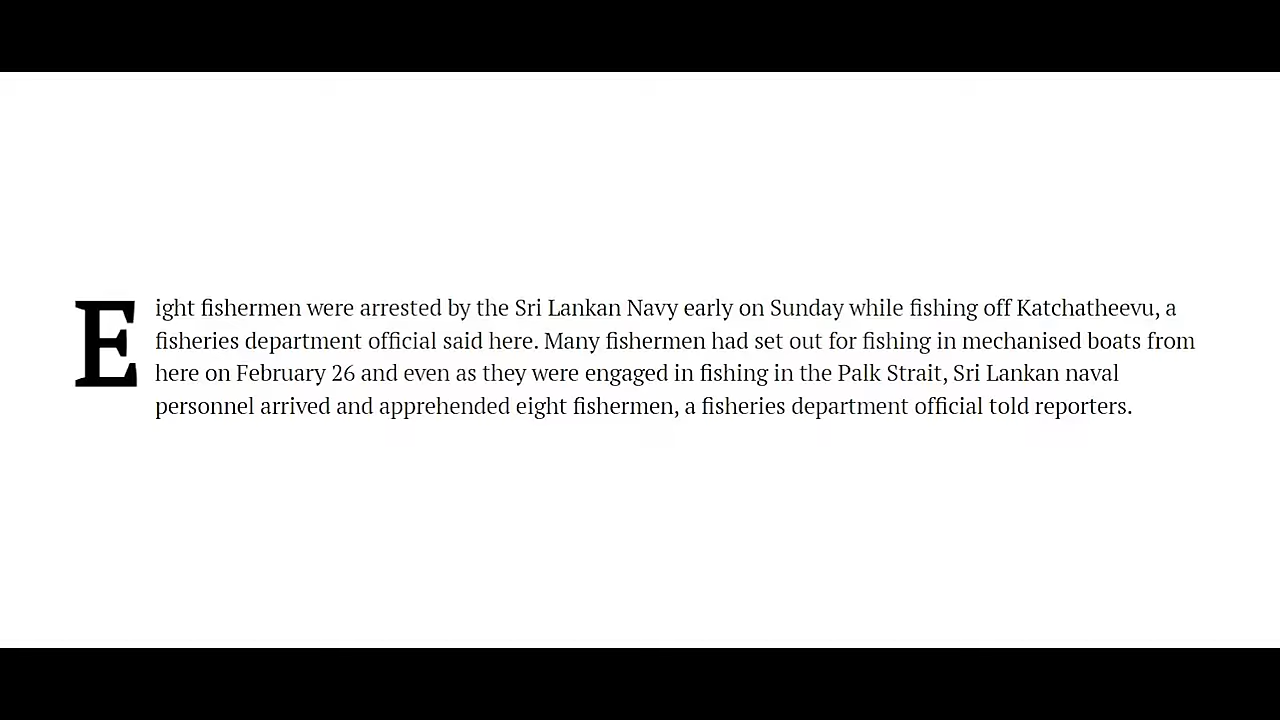 Eight fishermen were arrested by the Sri Lankan Navy early on Sunday while fishing off Katchatheevu, a
fisheries department official said here. Many fishermen had set out for fishing in mechanised boats from
here on February 26 and even as they were engaged in fishing in the Palk Strait, Sri Lankan naval
personnel arrived and apprehended eight fishermen, a fisheries department official told reporters.